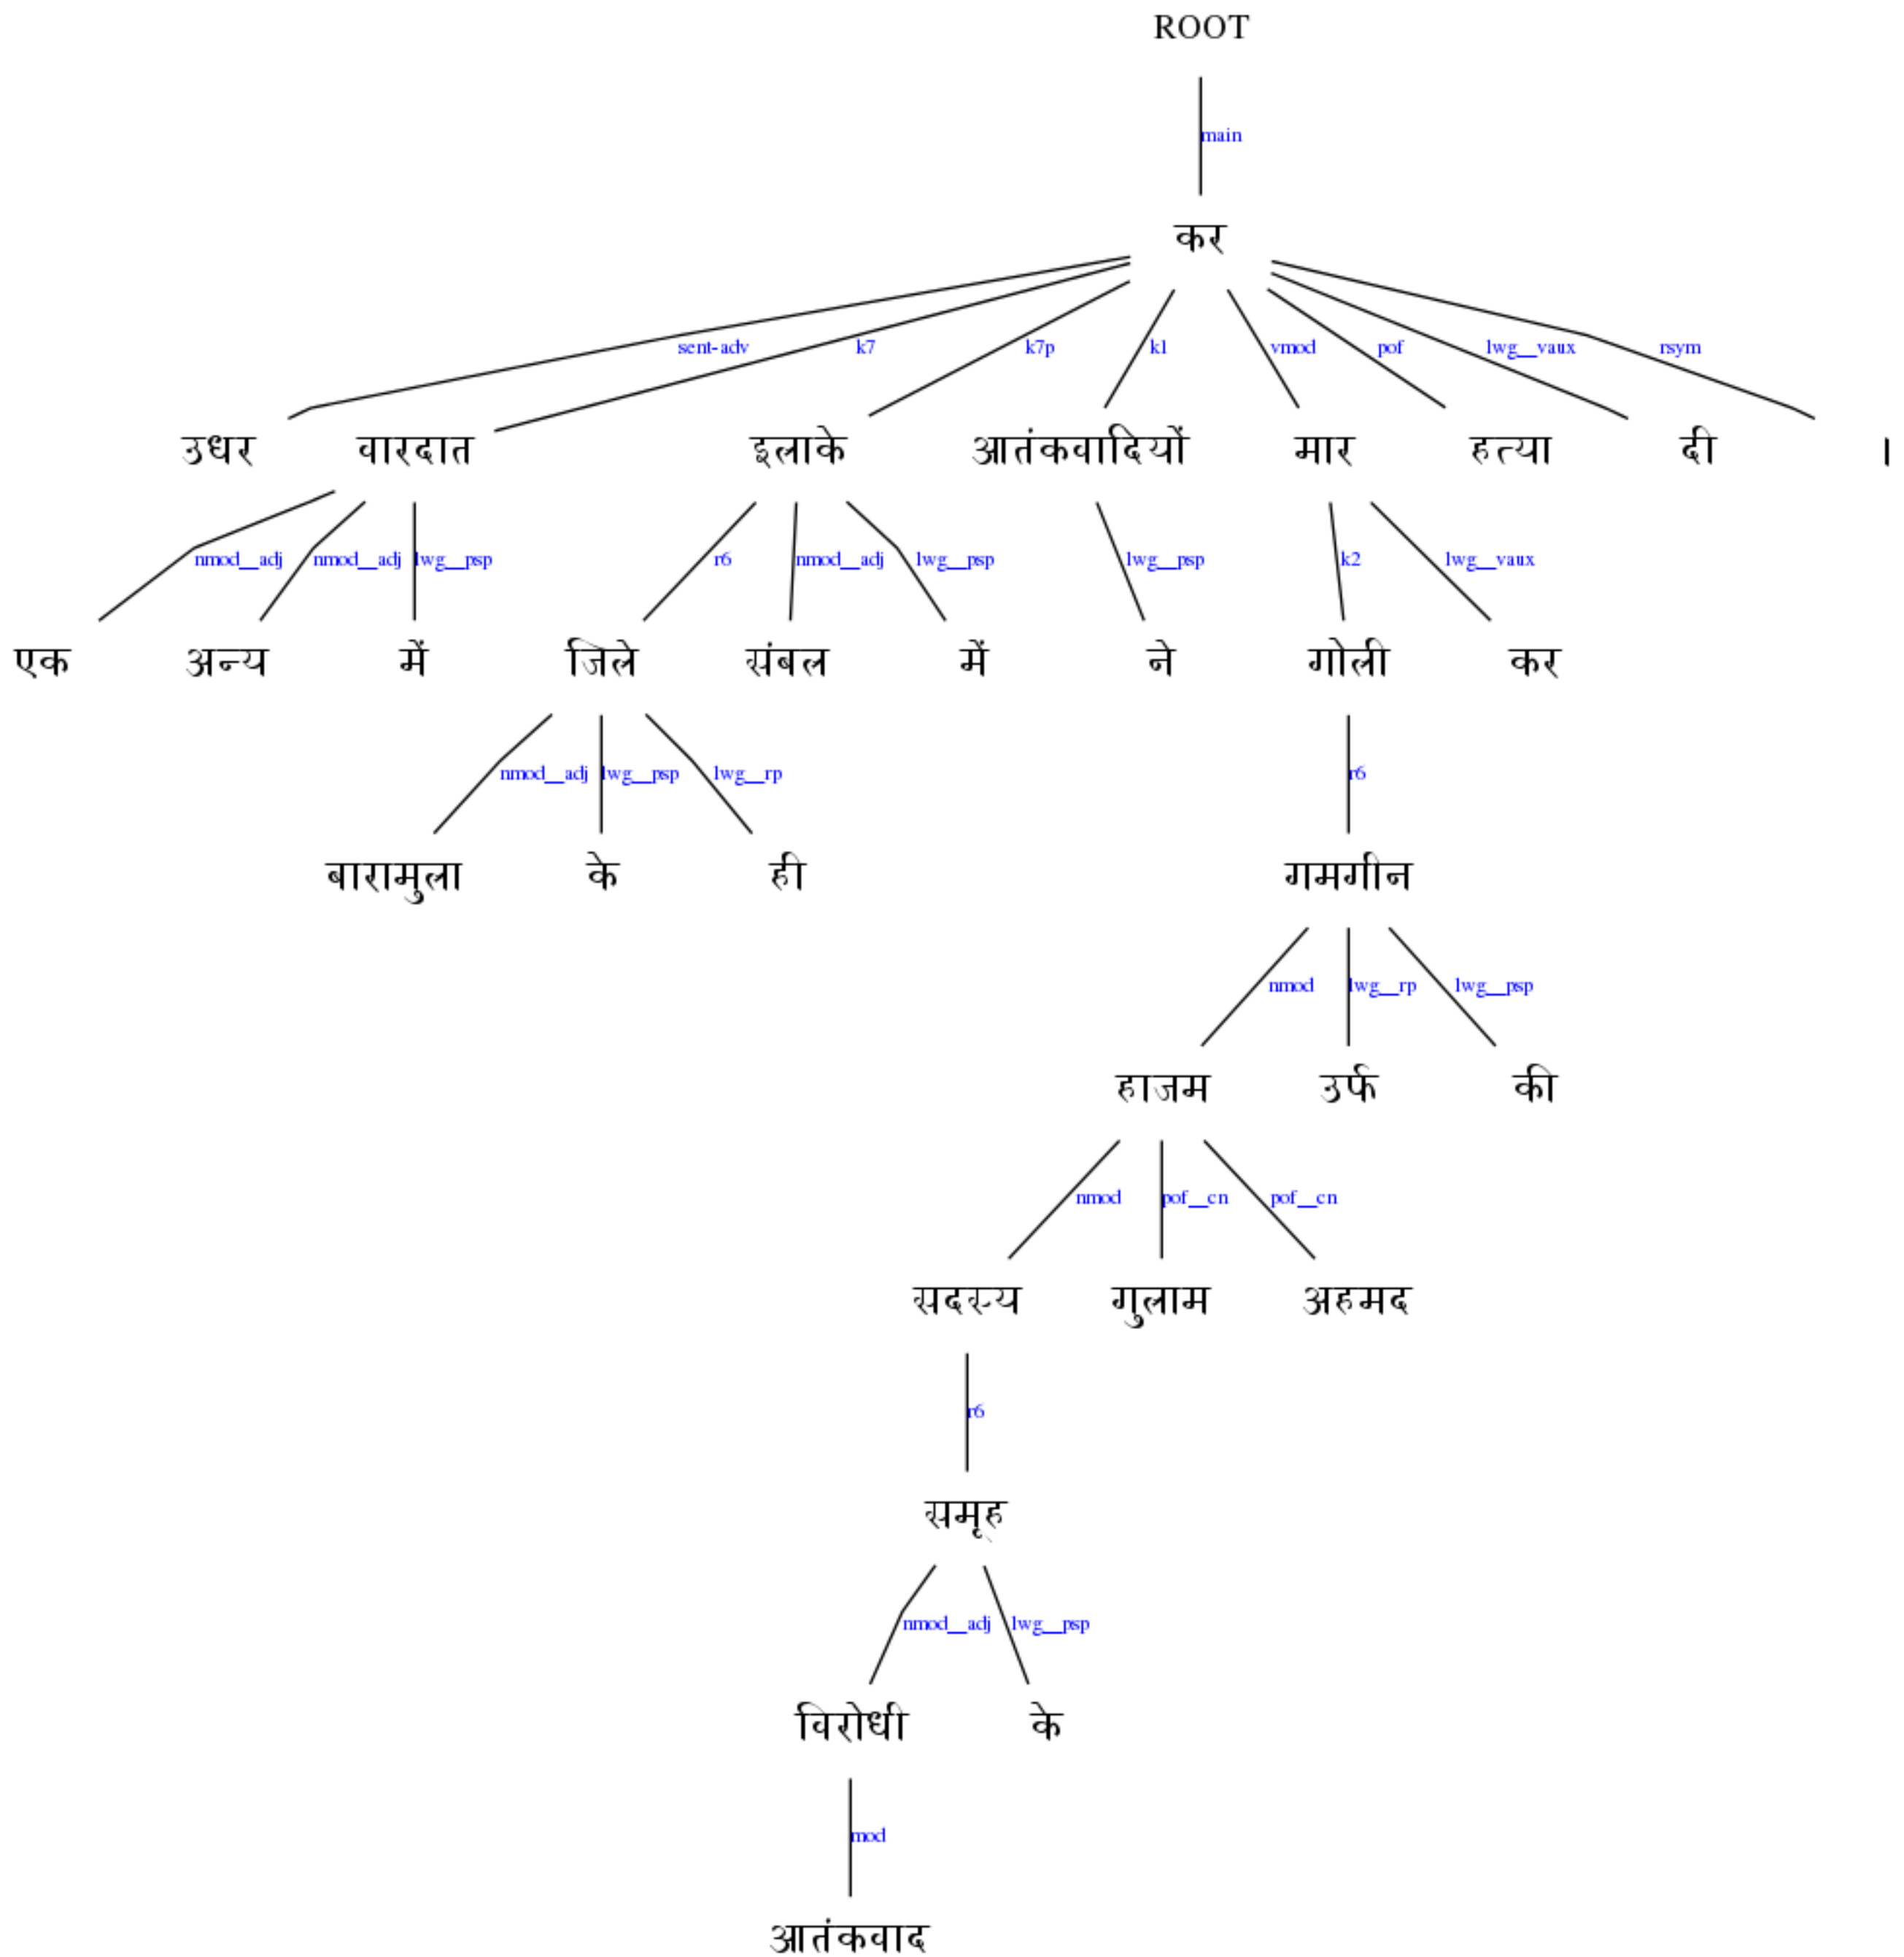 ROOT
main
कर
sent-adv k7 k7p k1 vmod pof lwg__vaux rsym
उधर वारदात इलाके आतंकवादियों मार हत्या दी ।
nmod__adj nmod__adj lwg__psp r6 nmod__adj lwg__psp lwg__psp k2 lwg__vaux
एक अन्य में जिले संबल में ने गोली कर
nmod__adj lwg__psp lwg__rp r6
बारामुला के ही गमगीन
nmod lwg__rp lwg__psp
हाजम उर्फ की
nmod pof__cn pof__cn
सदस्य गुलाम अहमद
r6
समूह
nmod__adj lwg__psp
विरोधी के
mod
आतंकवाद